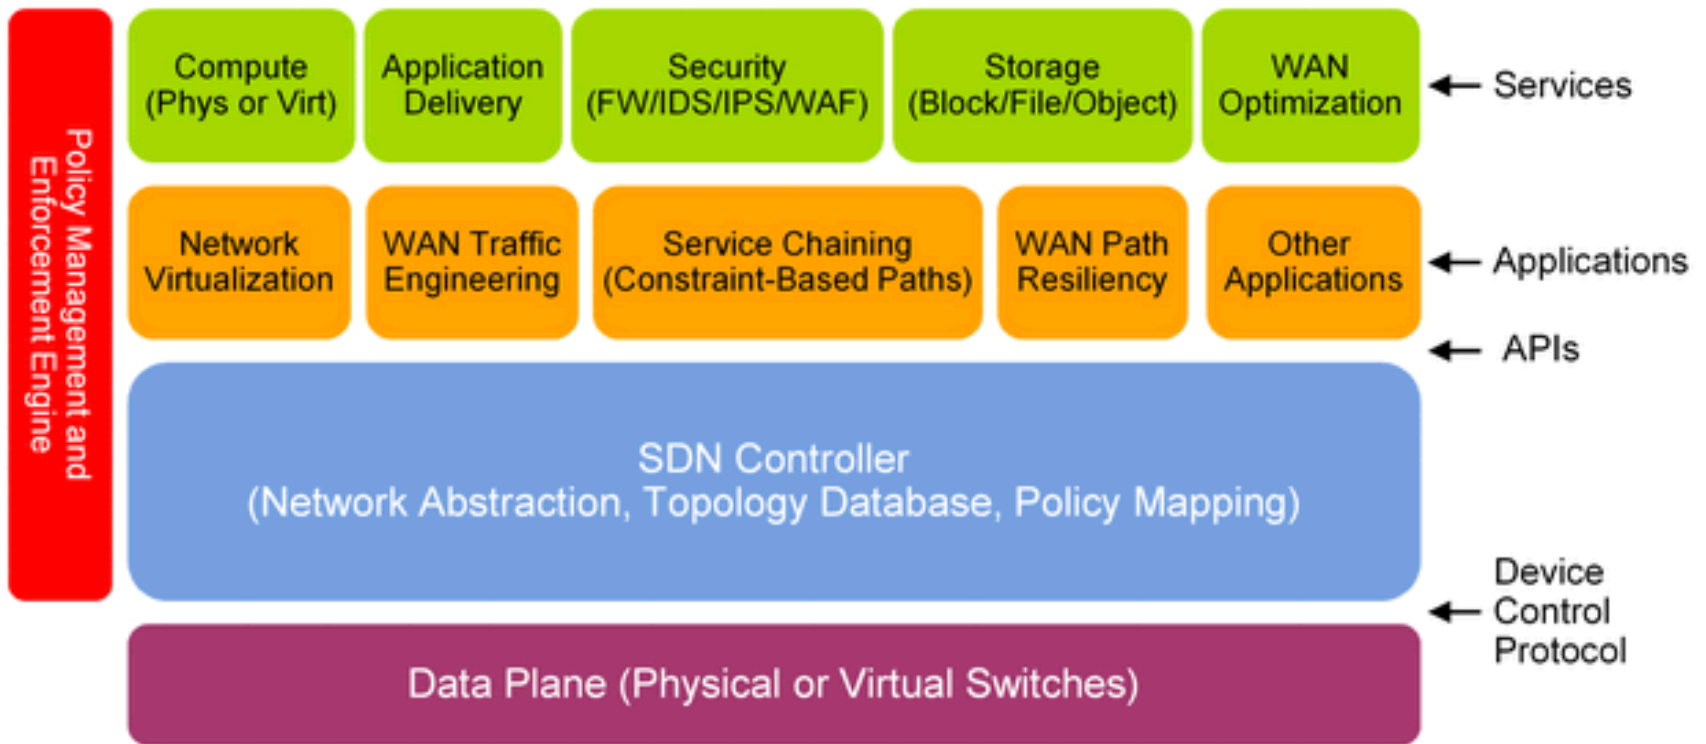 Policy Management and
Enforcement Engine
Compute
(Phys or Virt)
Application
Delivery
Security
(FW/IDS/IPS/WAF)
Storage
(Block/File/Object)
WAN
Optimization
Services
Network
Virtualization
WAN Traffic
Engineering
Service Chaining
(Constraint-Based Paths)
WAN Path
Resiliency
Other
Applications
Applications
APIs
SDN Controller
(Network Abstraction, Topology Database, Policy Mapping)
Device
Control
Protocol
Data Plane (Physical or Virtual Switches)